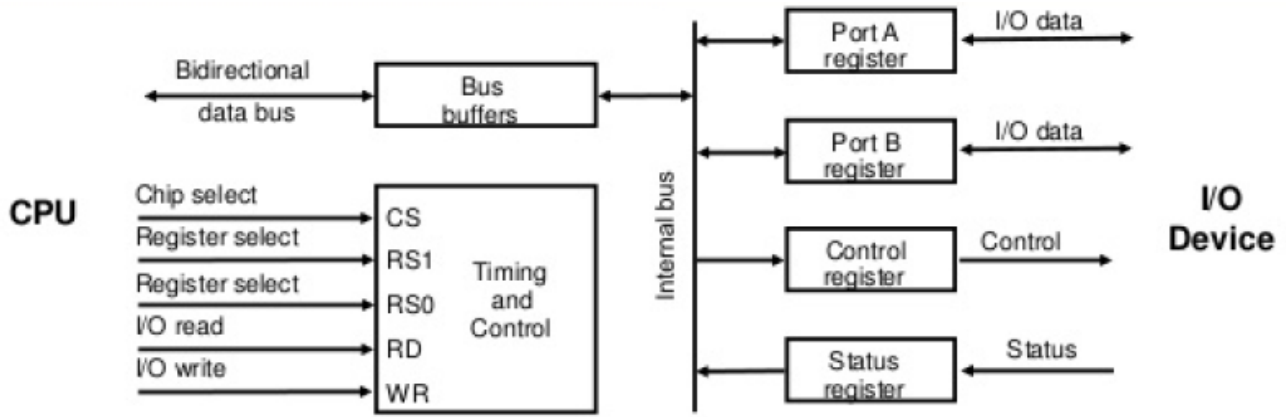 CPU
Bidirectional
data bus
Bus
buffers
Chip select
Register select
Register select
I/O read
I/O write
CS
RS1
RS0
RD
WR
Timing
and
Control
Internal bus
Port A
register
I/O data
Port B
register
I/O data
Control
register
Control
Status
register
Status
I/O
Device